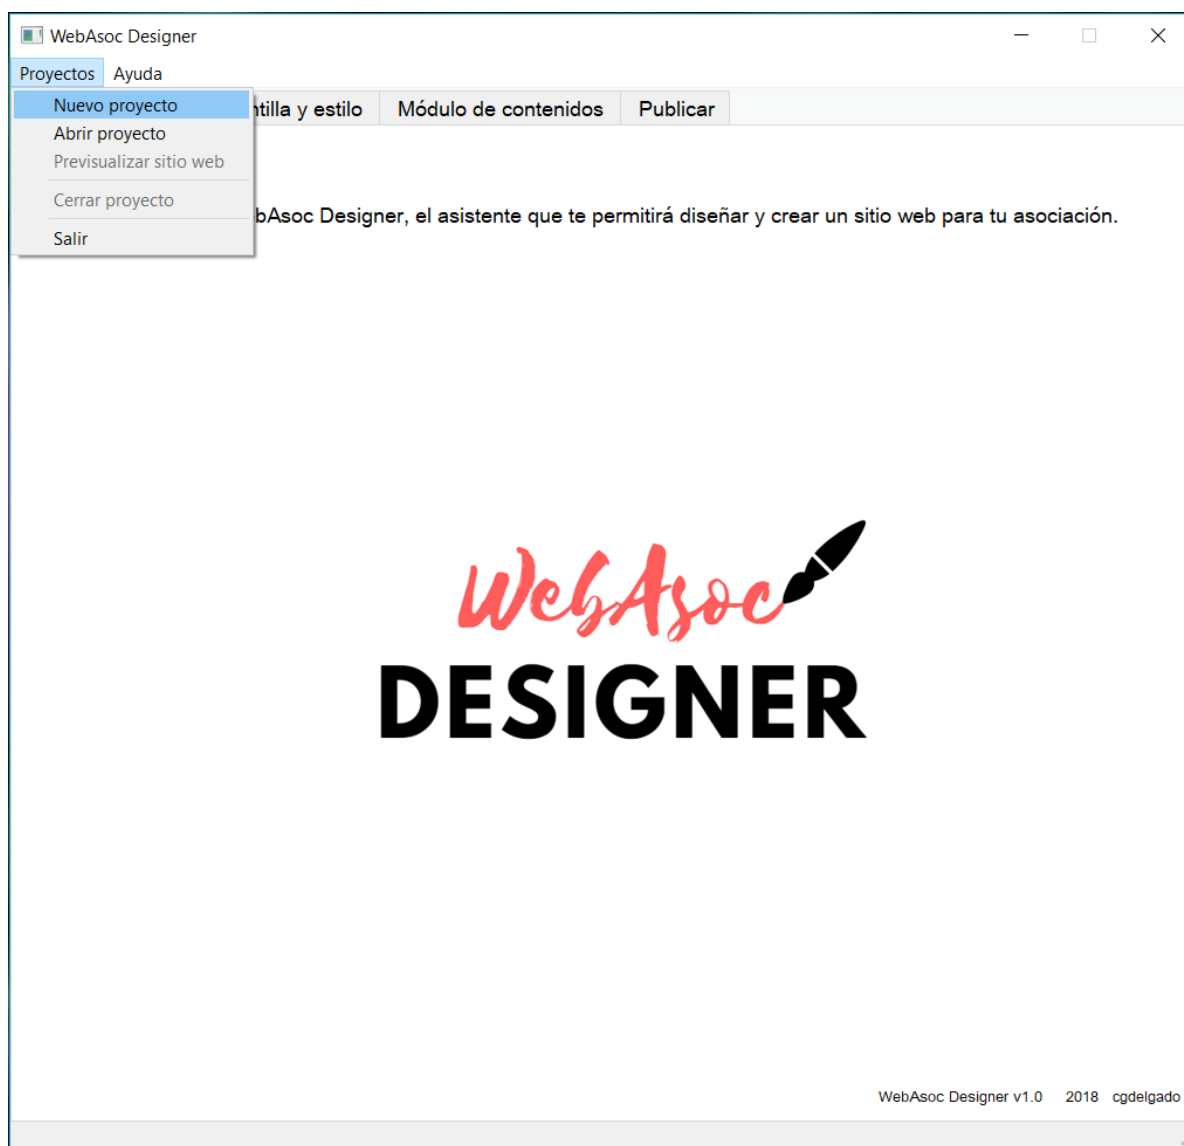 WebAsoc Designer
Proyectos Ayuda
Nuevo proyecto
Abrir proyecto
Previsualizar sitio web
Cerrar proyecto
Salir
y estilo Módulo de contenidos Publicar
Designer, el asistente que te permitirá diseñar y crear un sitio web para tu asociación.
WebAsoc
DESIGNER
WebAsoc Designer v1.0 2018 cgdelgado